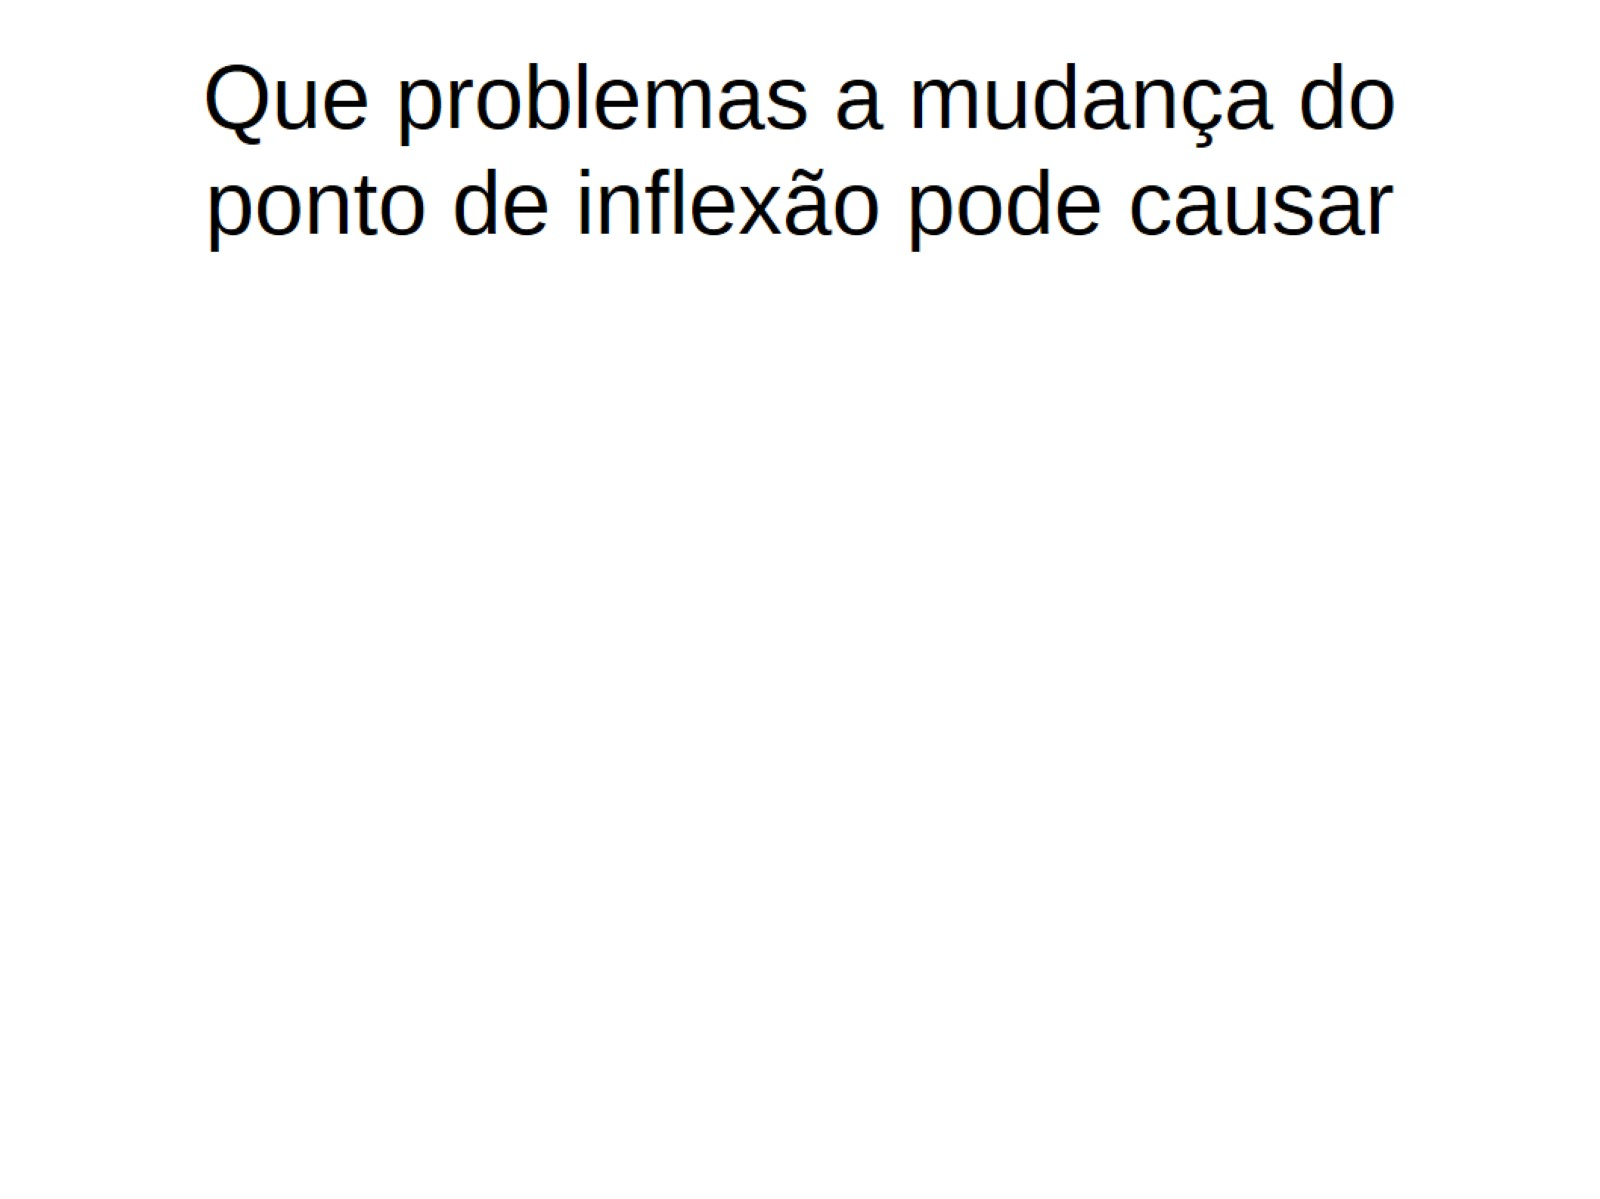 Que problemas a mudança do
ponto de inflexão pode causar